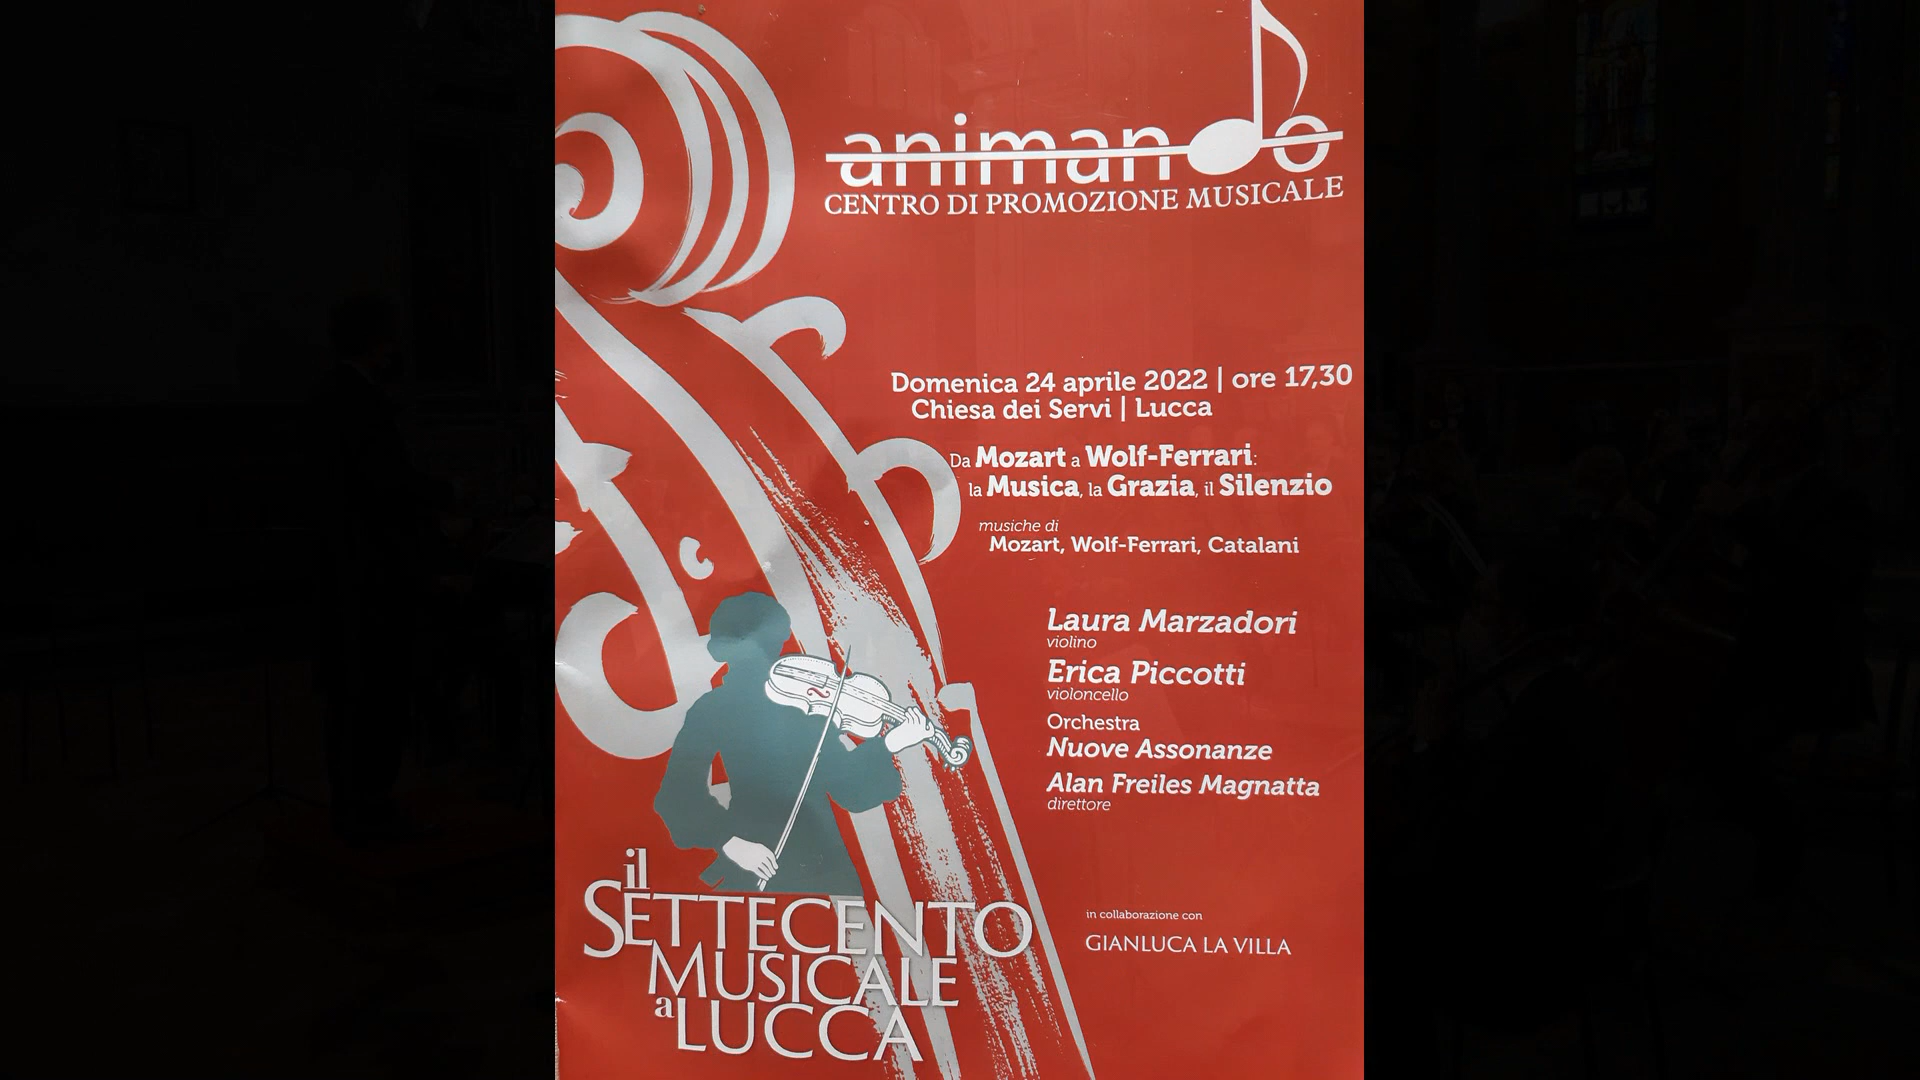 animando
CENTRO DI PROMOZIONE MUSICALE
Domenica 24 aprile 2022 | ore 17,30
Chiesa dei Servi | Lucca
Da Mozart a Wolf-Ferrari:
la Musica, la Grazia, il Silenzio
musiche di
Mozart, Wolf-Ferrari, Catalani
Laura Marzadori
violino
Erica Piccotti
violoncello
Orchestra
Nuove Assonanze
Alan Freiles Magnatta
direttore
il
SETTECENTO
MUSICALE
a LUCCA
in collaborazione con
GIANLUCA LA VILLA